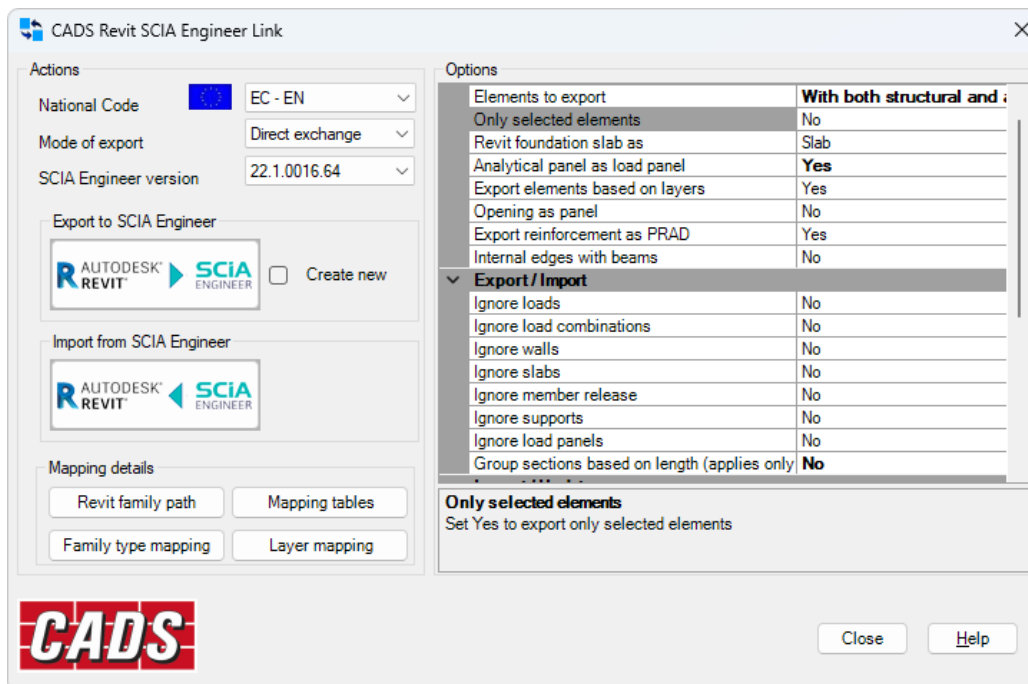 CADS Revit SCIA Engineer Link
Actions
National Code
EC - EN
Mode of export
Direct exchange
SCIA Engineer version
22.1.0016.64
Export to SCIA Engineer
AUTODESK® REVIT® SCiA ENGINEER
Create new
Import from SCIA Engineer
AUTODESK® REVIT® SCiA ENGINEER
Mapping details
Revit family path
Mapping tables
Family type mapping
Layer mapping
CADS
Options
Elements to export With both structural and
Only selected elements No
Revit foundation slab as Slab
Analytical panel as load panel Yes
Export elements based on layers Yes
Opening as panel No
Export reinforcement as PRAD Yes
Internal edges with beams No
Export / Import
Ignore loads No
Ignore load combinations No
Ignore walls No
Ignore slabs No
Ignore member release No
Ignore supports No
Ignore load panels No
Group sections based on length (applies only No
Only selected elements
Set Yes to export only selected elements
Close
Help